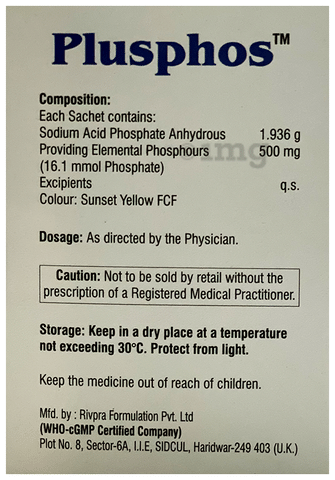 Plusphos™
Composition:
Each Sachet contains:
Sodium Acid Phosphate Anhydrous 1.936 g
Providing Elemental Phosphours 500 mg
(16.1 mmol Phosphate)
Excipients q.s.
Colour: Sunset Yellow FCF
Dosage: As directed by the Physician.
Caution: Not to be sold by retail without the
prescription of a Registered Medical Practitioner.
Storage: Keep in a dry place at a temperature
not exceeding 30°C. Protect from light.
Keep the medicine out of reach of children.
Mfd. by : Rivpra Formulation Pvt. Ltd
(WHO-cGMP Certified Company)
Plot No. 8, Sector-6A, I.I.E, SIDCUL, Haridwar-249 403 (U.K.)